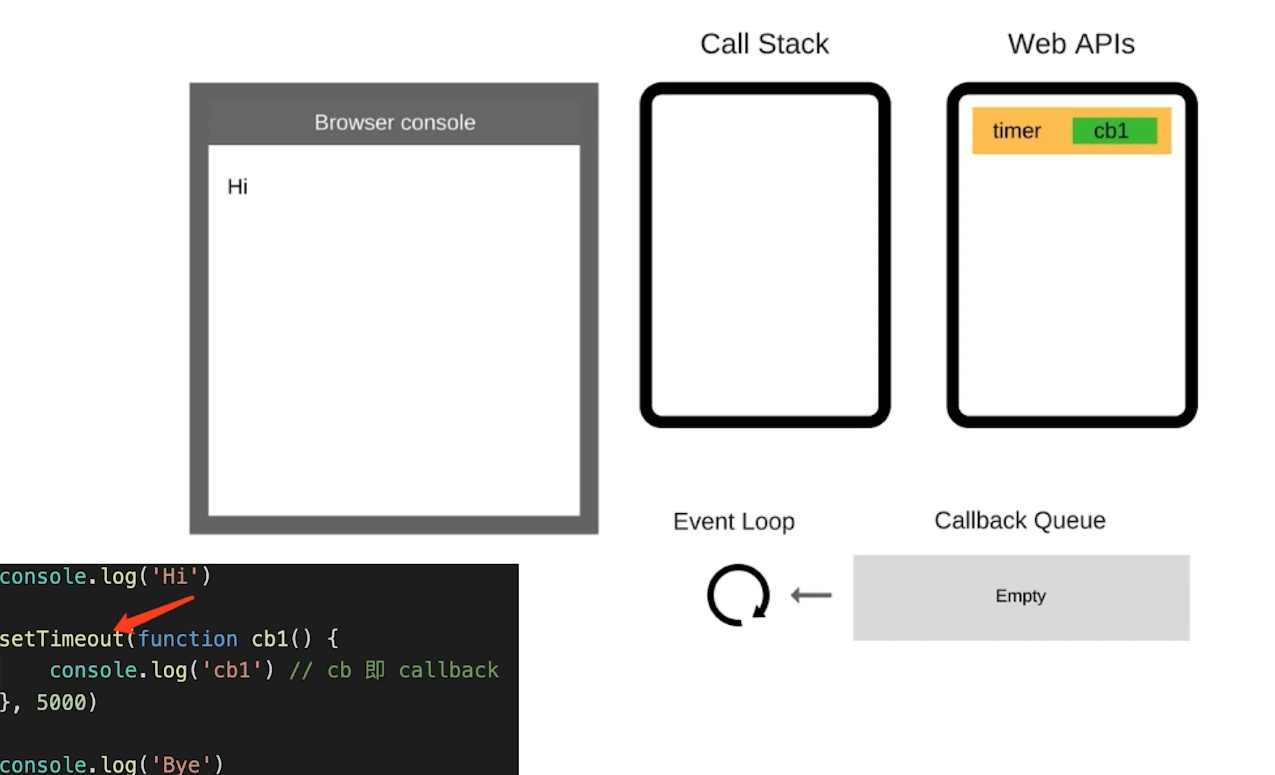 Call Stack
Web APIs
Browser console
Hi
timer
cb1
Event Loop
Callback Queue
Empty
console.log('Hi')
setTimeout(function cb1() {
console.log('cb1') // cb 即 callback
}, 5000)
console.log('Bye')